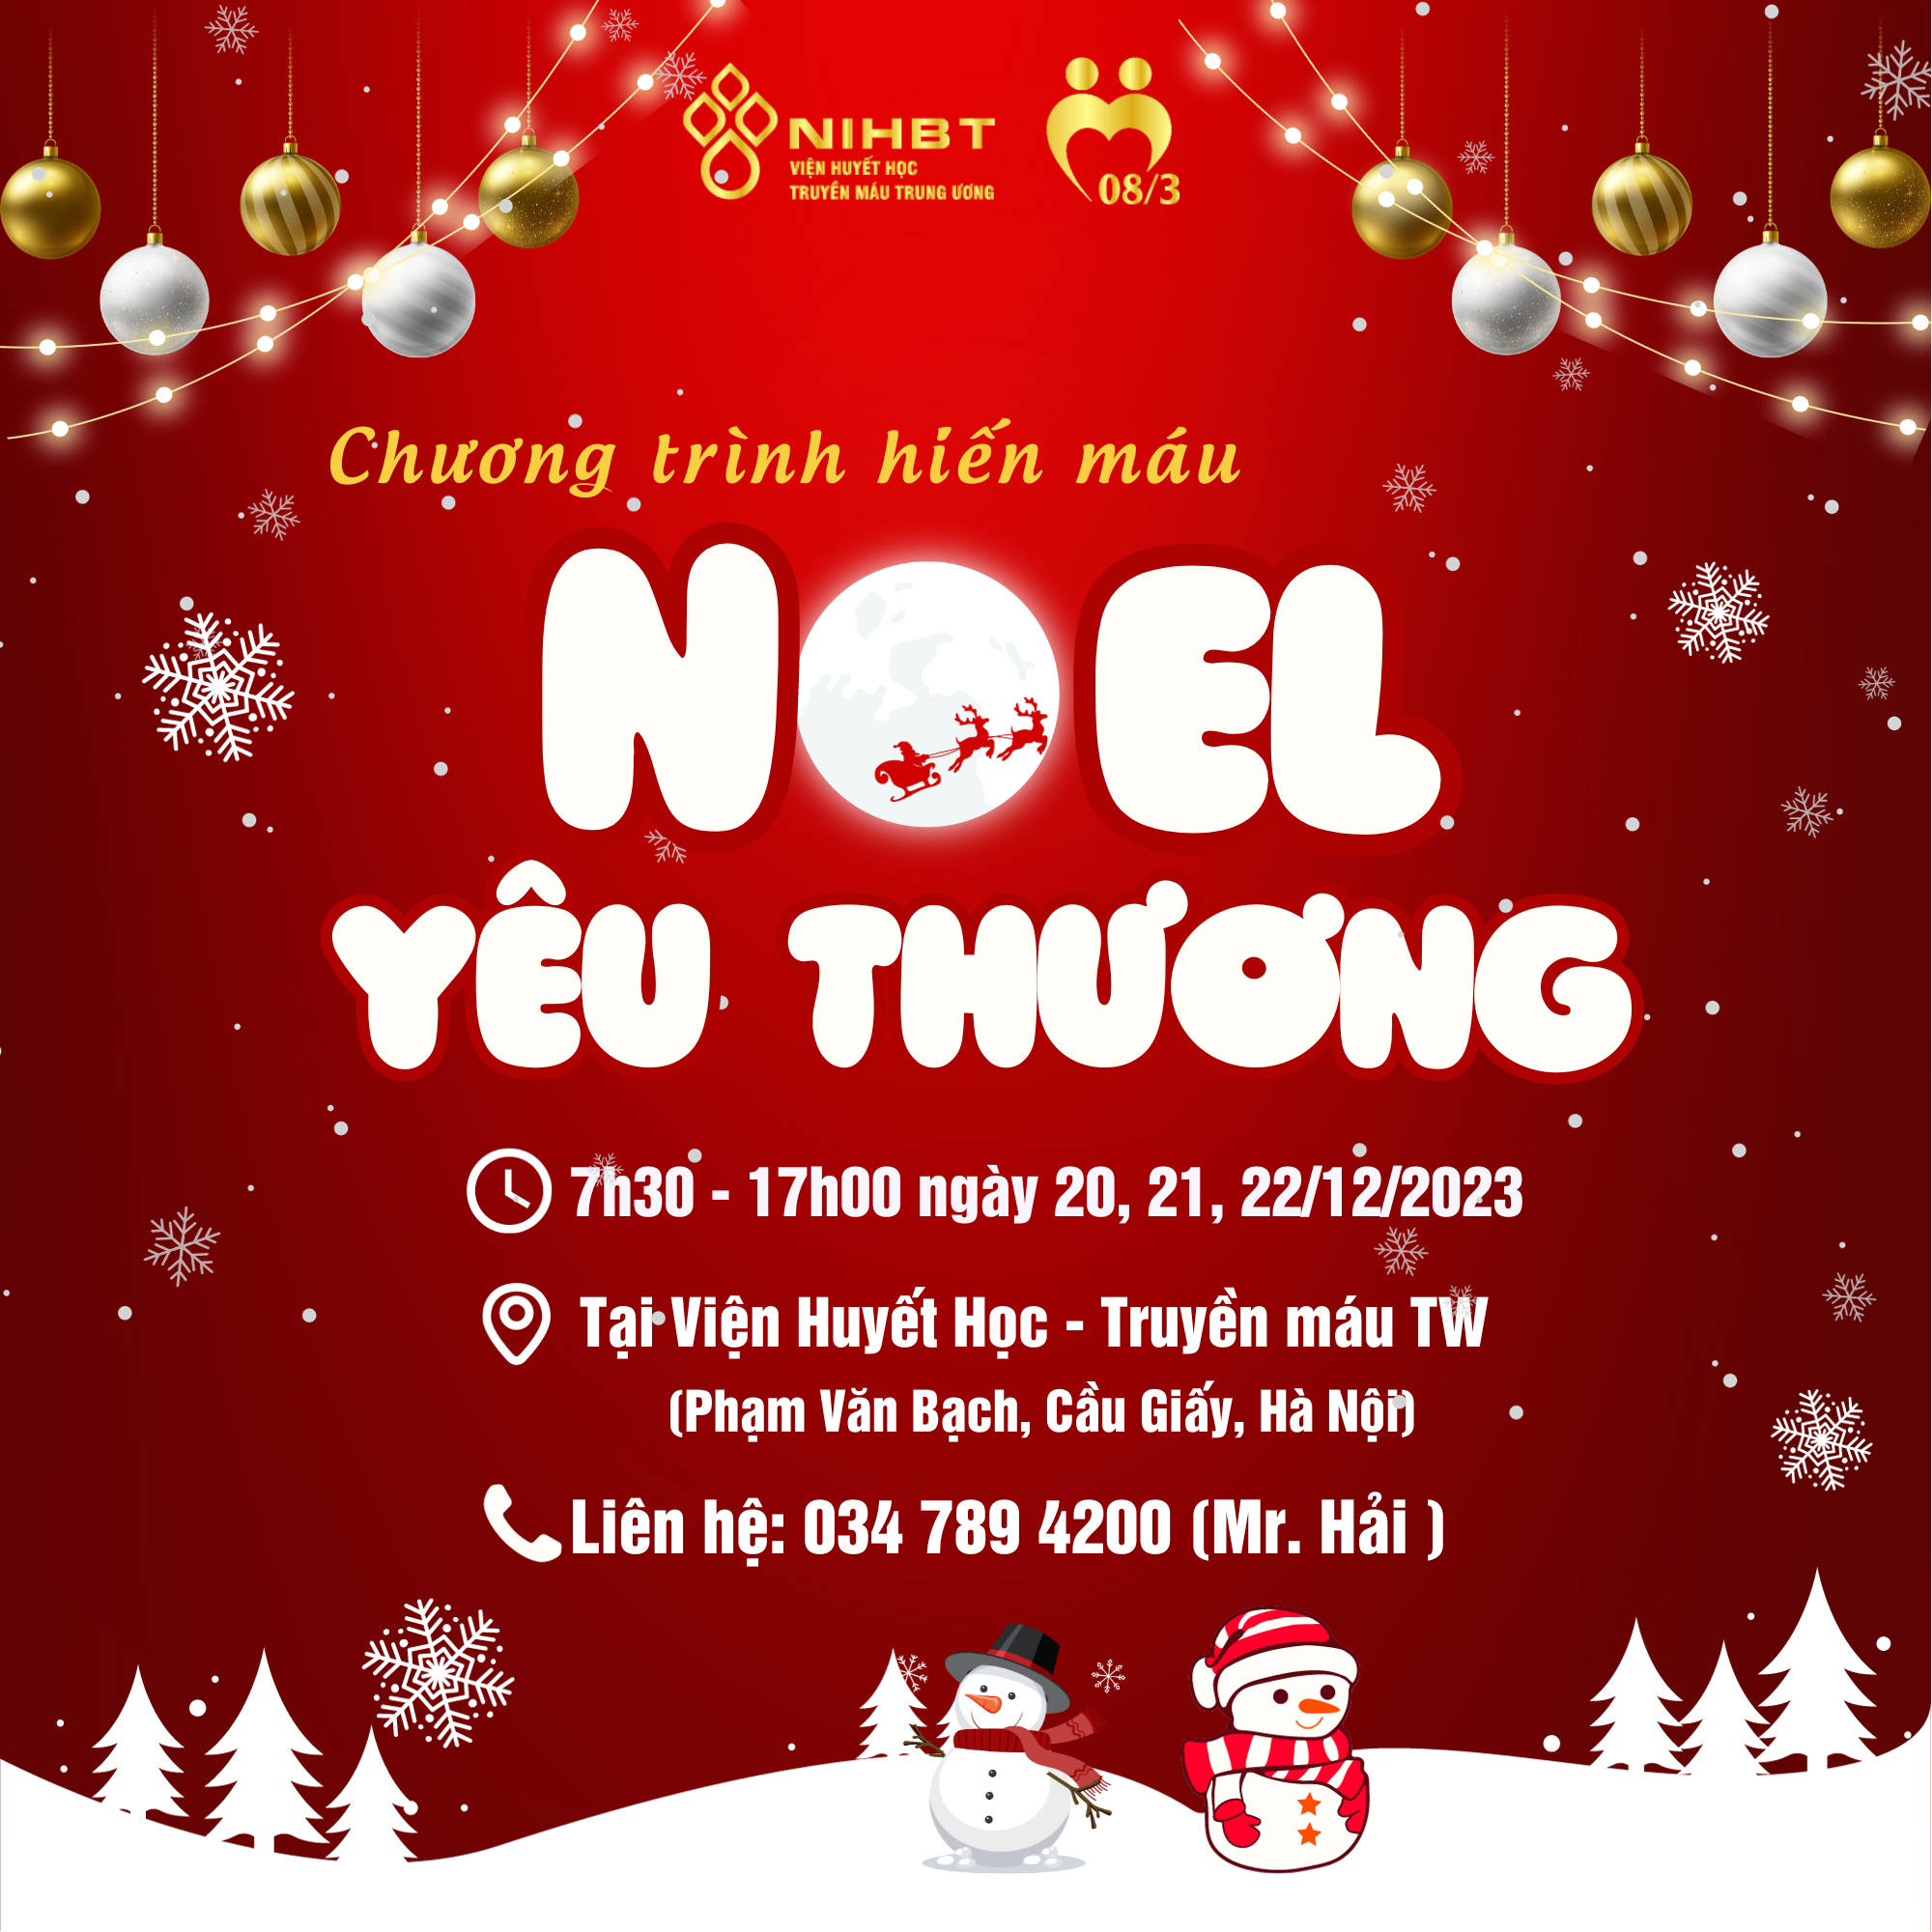 NIHBT
VIỆN HUYẾT HỌC
TRUYỀN MÁU TRUNG ƯƠNG
08/3
Chương trình hiến máu
NOEL
YÊU THƯƠNG
7h30 - 17h00 ngày 20, 21, 22/12/2023
Tại Viện Huyết Học - Truyền máu TW
(Phạm Văn Bạch, Cầu Giấy, Hà Nội)
Liên hệ: 034 789 4200 (Mr. Hải )